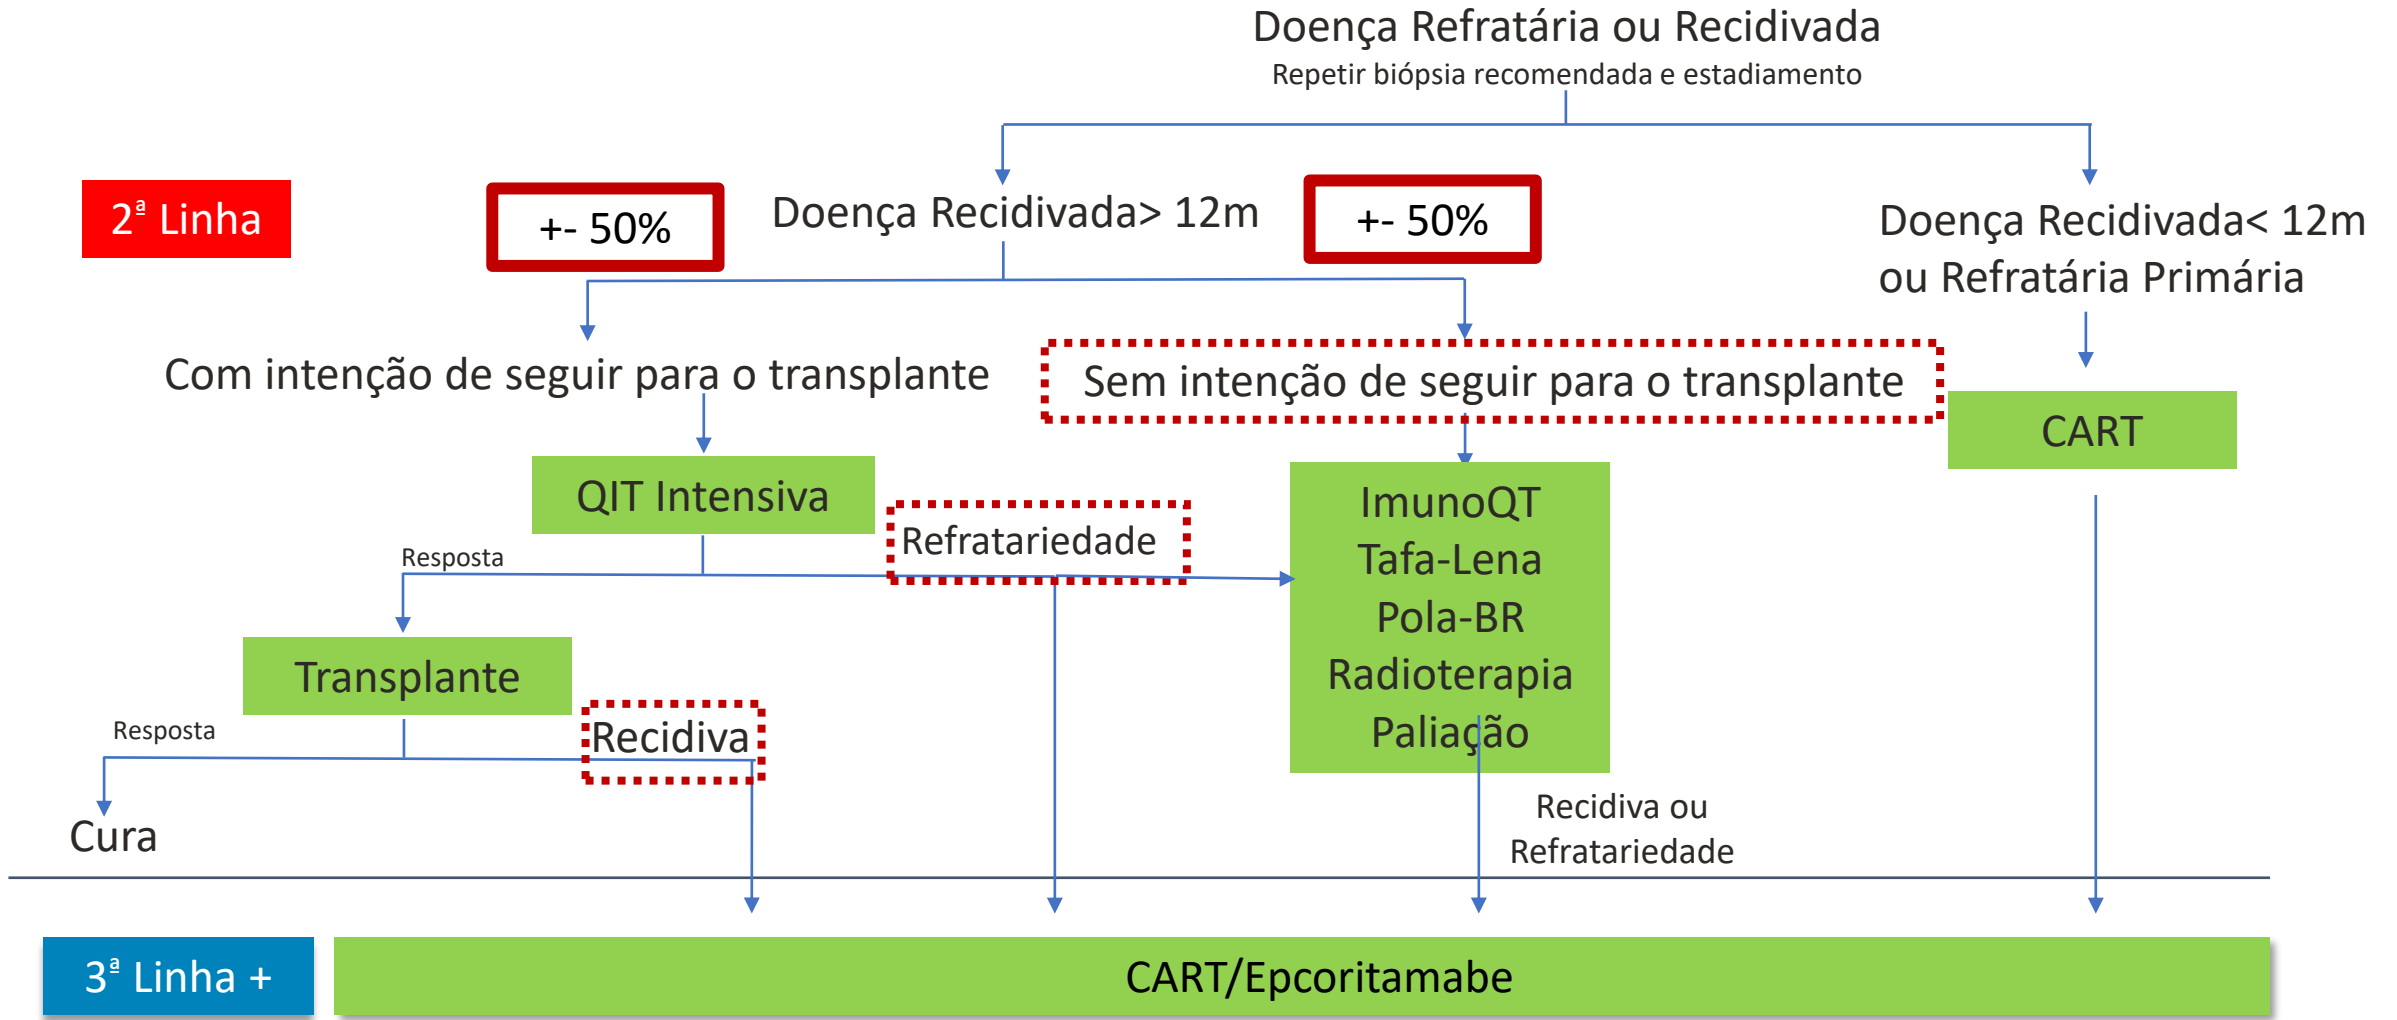 Doença Refratária ou Recidivada
Repetir biópsia recomendada e estadiamento
2ª Linha
+- 50%
Doença Recidivada> 12m
+- 50%
Doença Recidivada< 12m
ou Refratária Primária
Com intenção de seguir para o transplante
Sem intenção de seguir para o transplante
CART
QIT Intensiva
Resposta
Refratariedade
ImunoQT
Tafa-Lena
Pola-BR
Radioterapia
Paliação
Transplante
Resposta
Recidiva
Cura
Recidiva ou
Refratariedade
3ª Linha +
CART/Epcoritamabe